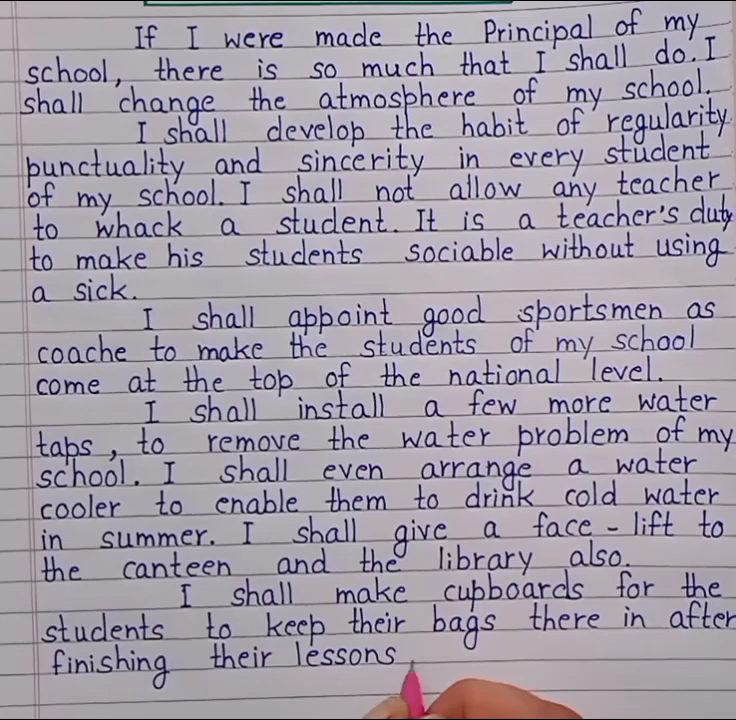 If I were made the Principal of my
school, there is so much that I shall do. I
shall change the atmosphere of my school.
I shall develop the habit of regularity
punctuality and sincerity in every student
of my school. I shall not allow any teacher
to whack a student. It is a teacher's duty
to make his students sociable without using
a sick.
I shall appoint good sportsmen as
coache to make the students of my school
come at the top of the national level.
I shall install a few more water
taps, to remove the water problem of my
school. I shall even arrange a water
cooler to enable them to drink cold water
in summer. I shall give a face-lift to
the canteen and the library also.
I shall make cupboards for the
students to keep their bags there in after
finishing their lessons